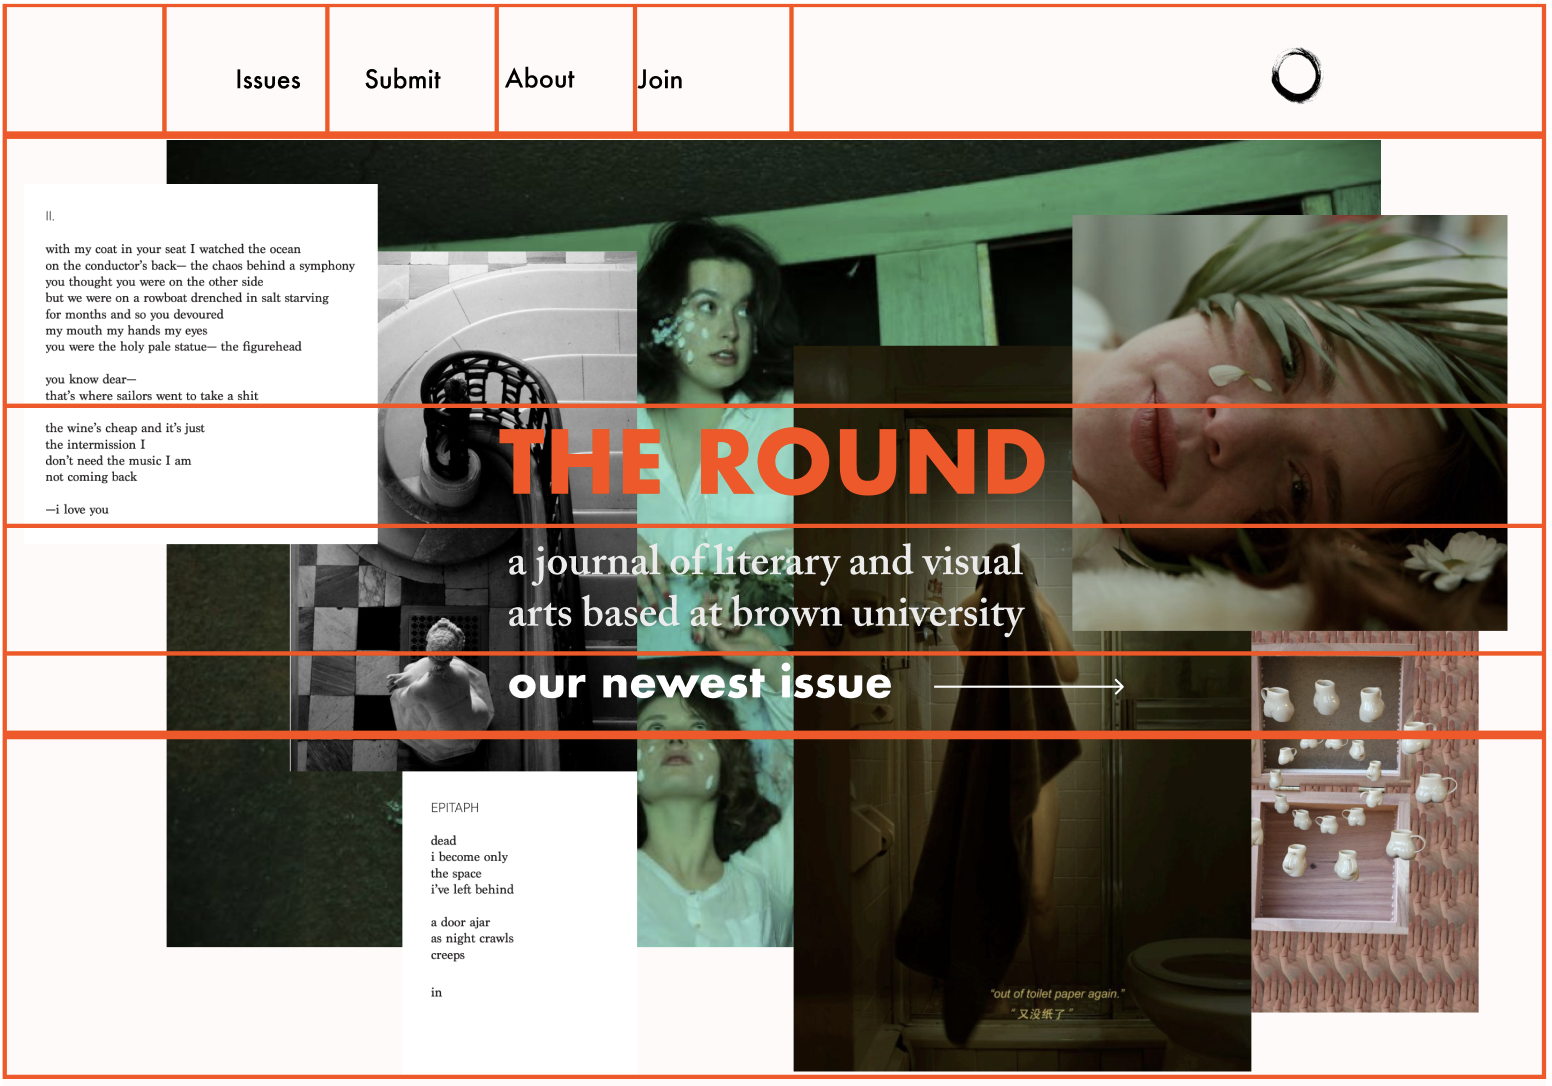 Issues
Submit
About
Join
II.
with my coat in your seat I watched the ocean
on the conductor’s back— the chaos behind a symphony
you thought you were on the other side
but we were on a rowboat drenched in salt starving
for months and so you devoured
my mouth my hands my eyes
you were the holy pale statue— the figurehead
you know dear—
that’s where sailors went to take a shit
the wine’s cheap and it’s just
the intermission I
don’t need the music I am
not coming back
—i love you
THE ROUND
a journal of literary and visual
arts based at brown university
our newest issue
EPITAPH
dead
i become only
the space
i’ve left behind
a door ajar
as night crawls
creeps
in
“out of toilet paper again.”
“ 又没纸了 ”